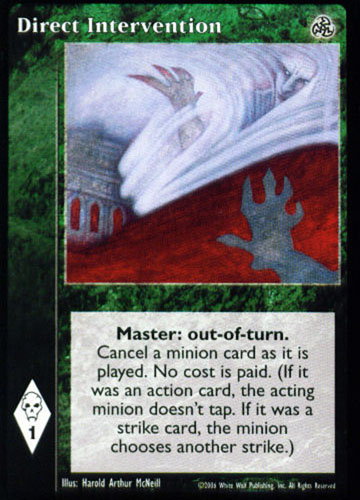 Direct Intervention
Master: out-of-turn.
Cancel a minion card as it is
played. No cost is paid. (If it
was an action card, the acting
minion doesn't tap. If it was a
strike card, the minion
chooses another strike.)
1
Illus: Harold Arthur McNeill
©2006 White Wolf Publishing, Inc. All Rights Reserved